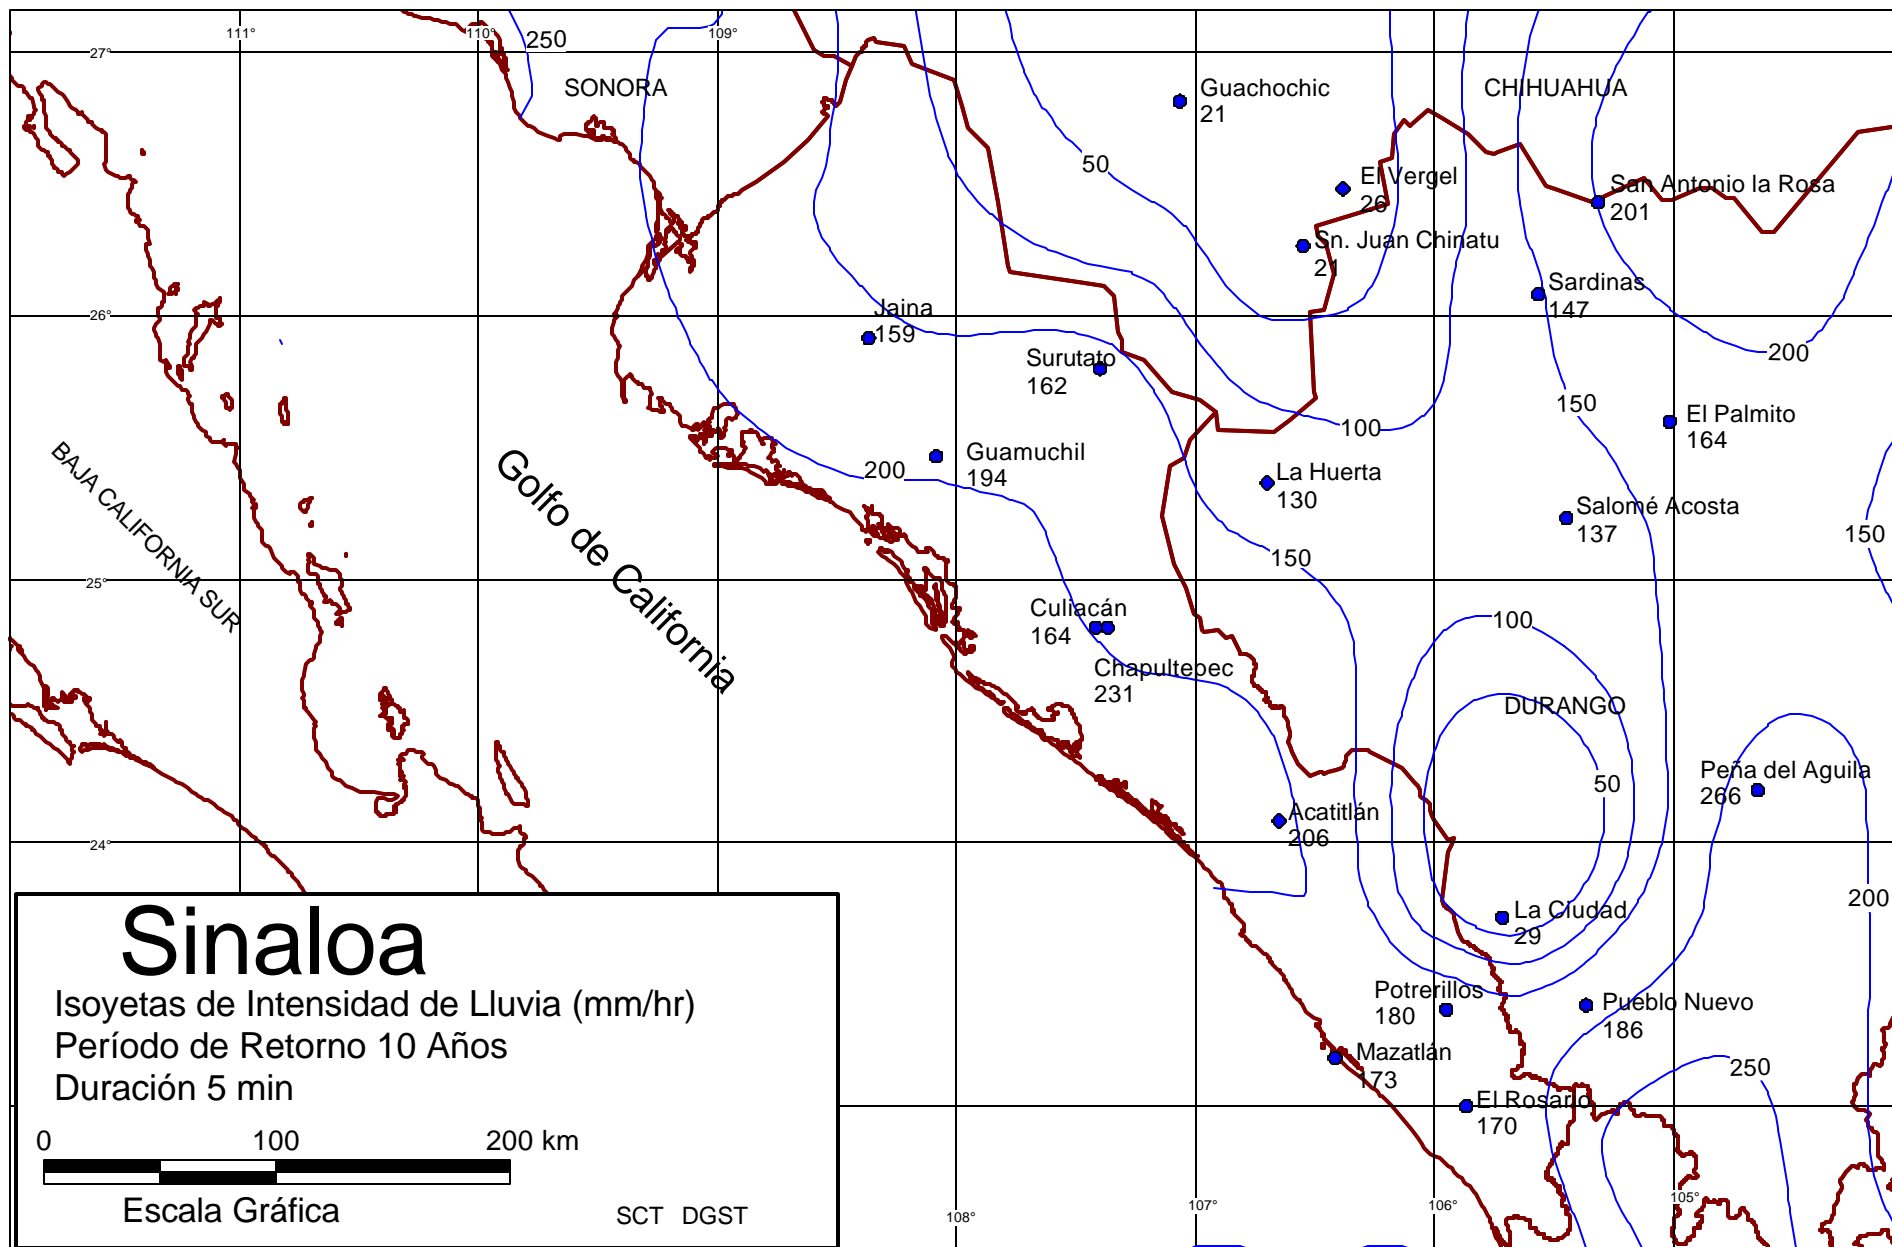 111°
110°
109°
250
27°
SONORA
Guachochic
21
CHIHUAHUA
50
El Vergel
26
San Antonio la Rosa
201
Sn. Juan Chinatu
21
Sardinas
147
26°
Jaina
159
Surutato
162
200
150
100
El Palmito
164
BAJA CALIFORNIA SUR
Golfo de California
200
Guamuchil
194
La Huerta
130
Salomé Acosta
137
150
150
25°
Culiacán
164
Chapultepec
231
100
DURANGO
50
Peña del Aguila
266
Acatitlán
206
24°
200
La Ciudad
29
Potrerillos
180
Pueblo Nuevo
186
Mazatlán
173
250
El Rosario
170
Sinaloa
Isoyetas de Intensidad de Lluvia (mm/hr)
Período de Retorno 10 Años
Duración 5 min
0 100 200 km
Escala Gráfica
SCT DGST
108°
107°
106°
105°